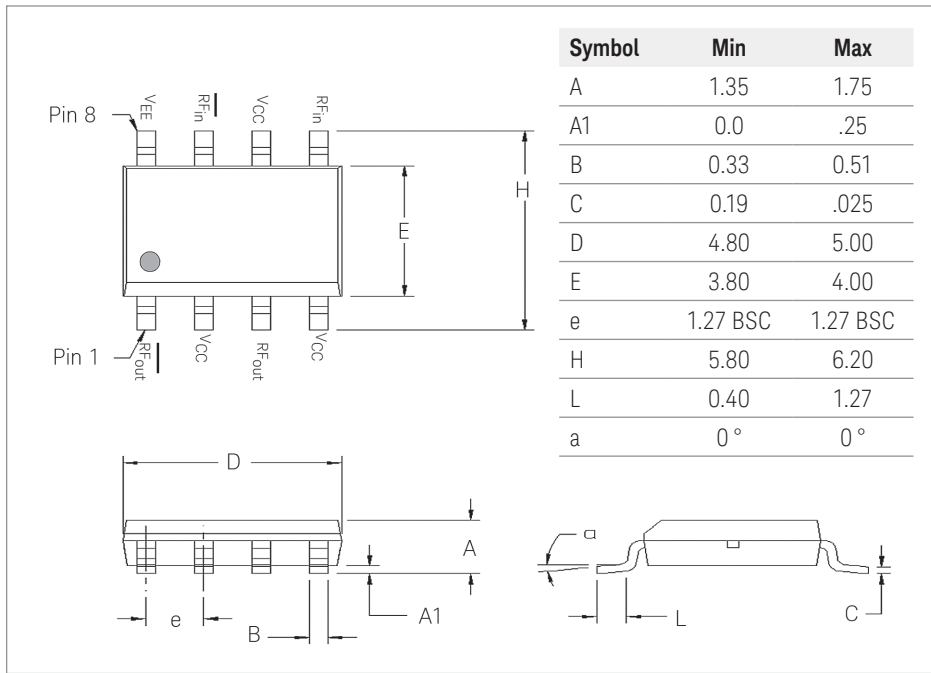 Symbol Min Max
A 1.35 1.75
A1 0.0 .25
B 0.33 0.51
C 0.19 .025
D 4.80 5.00
E 3.80 4.00
e 1.27 BSC 1.27 BSC
H 5.80 6.20
L 0.40 1.27
a 0 ° 0 °
Pin 8
VEE
RFin
VCC
RFin
H
E
Pin 1
RFout
VCC
RFout
VCC
D
A
A1
e
B
a
L
C